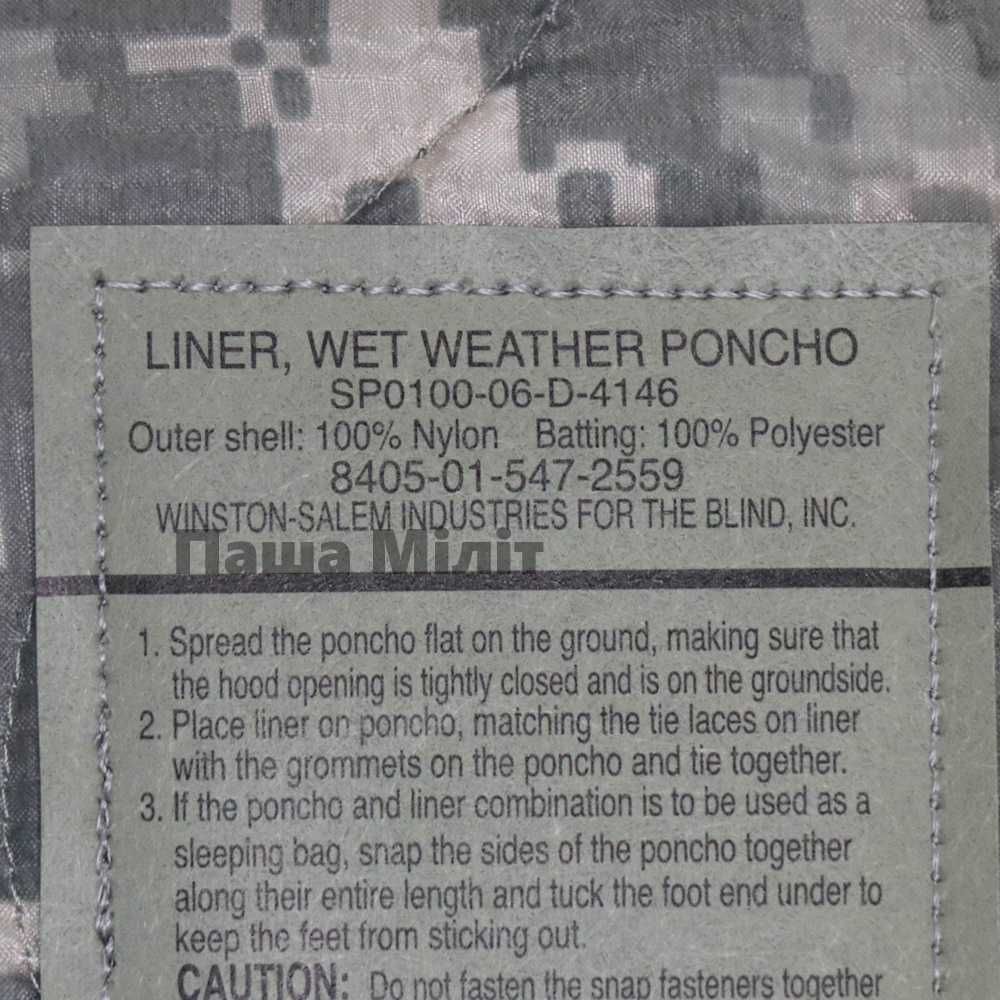 LINER, WET WEATHER PONCHO
SP0100-06-D-4146
Outer shell: 100% Nylon Batting: 100% Polyester
8405-01-547-2559
WINSTON-SALEM INDUSTRIES FOR THE BLIND, INC.
Паша Міліт
1. Spread the poncho flat on the ground, making sure that
the hood opening is tightly closed and is on the groundside.
2. Place liner on poncho, matching the tie laces on liner
with the grommets on the poncho and tie together.
3. If the poncho and liner combination is to be used as a
sleeping bag, snap the sides of the poncho together
along their entire length and tuck the foot end under to
keep the feet from sticking out.
CAUTION: Do not fasten the snap fasteners together